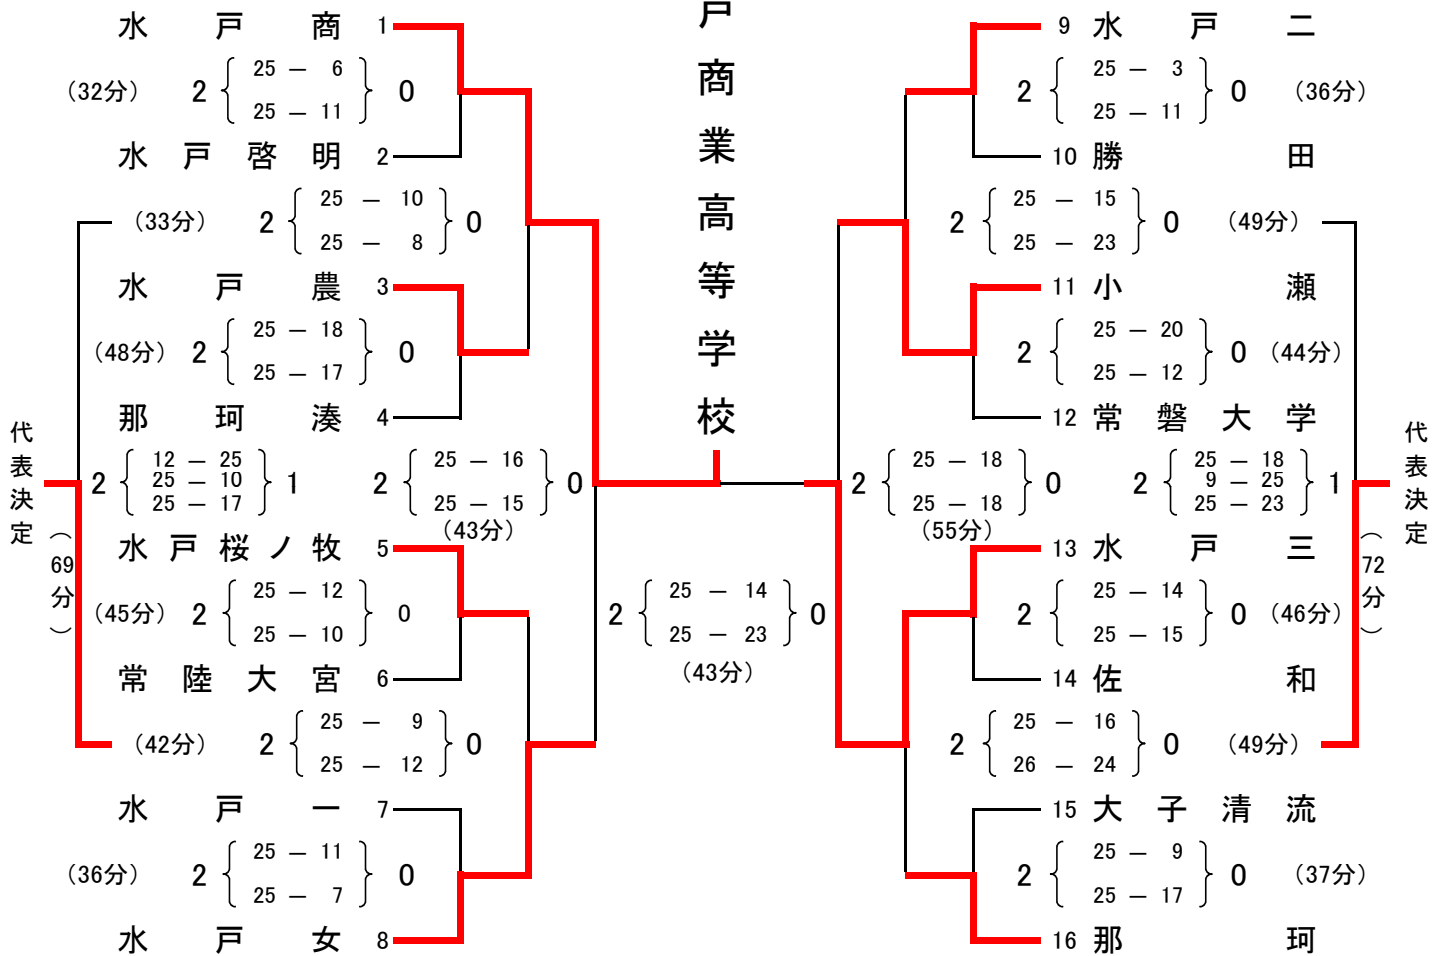 戸商業高等学校
水戸商 1
(32分) 2 25 — 6 0
25 — 11
水戸啓明 2
(33分) 2 25 — 10 0
25 — 8
水戸農 3
(48分) 2 25 — 18 0
25 — 17
那珂湊 4
代表決定
(69分)
2 12 — 25 1
25 — 10
25 — 17
2 25 — 16 0
25 — 15
(43分)
水戸桜ノ牧 5
(45分) 2 25 — 12 0
25 — 10
常陸大宮 6
(42分) 2 25 — 9 0
25 — 12
水戸一 7
(36分) 2 25 — 11 0
25 — 7
水戸女 8
2 25 — 14 0
25 — 23
(43分)
9 水戸二
2 25 — 3 0 (36分)
25 — 11
10 勝田
2 25 — 15 0 (49分)
25 — 23
11 小瀬
2 25 — 20 0 (44分)
25 — 12
12 常磐大学
2 25 — 18 0
25 — 18
(55分)
2 25 — 18 1
9 — 25
25 — 23
代表決定
(72分)
13 水戸三
2 25 — 14 0 (46分)
25 — 15
14 佐和
2 25 — 16 0 (49分)
26 — 24
15 大子清流
2 25 — 9 0 (37分)
25 — 17
16 那珂